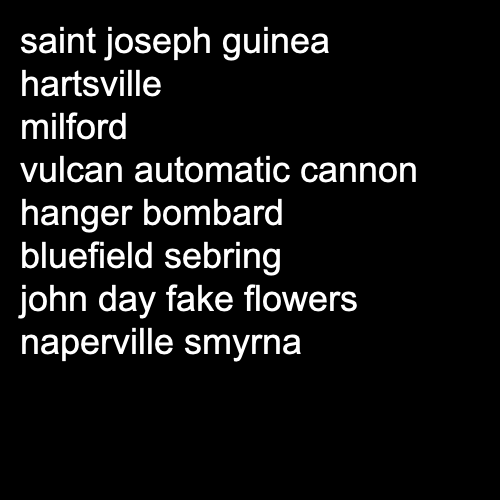 saint joseph guinea
hartsville
milford
vulcan automatic cannon
hanger bombard
bluefield sebring
john day fake flowers
naperville smyrna